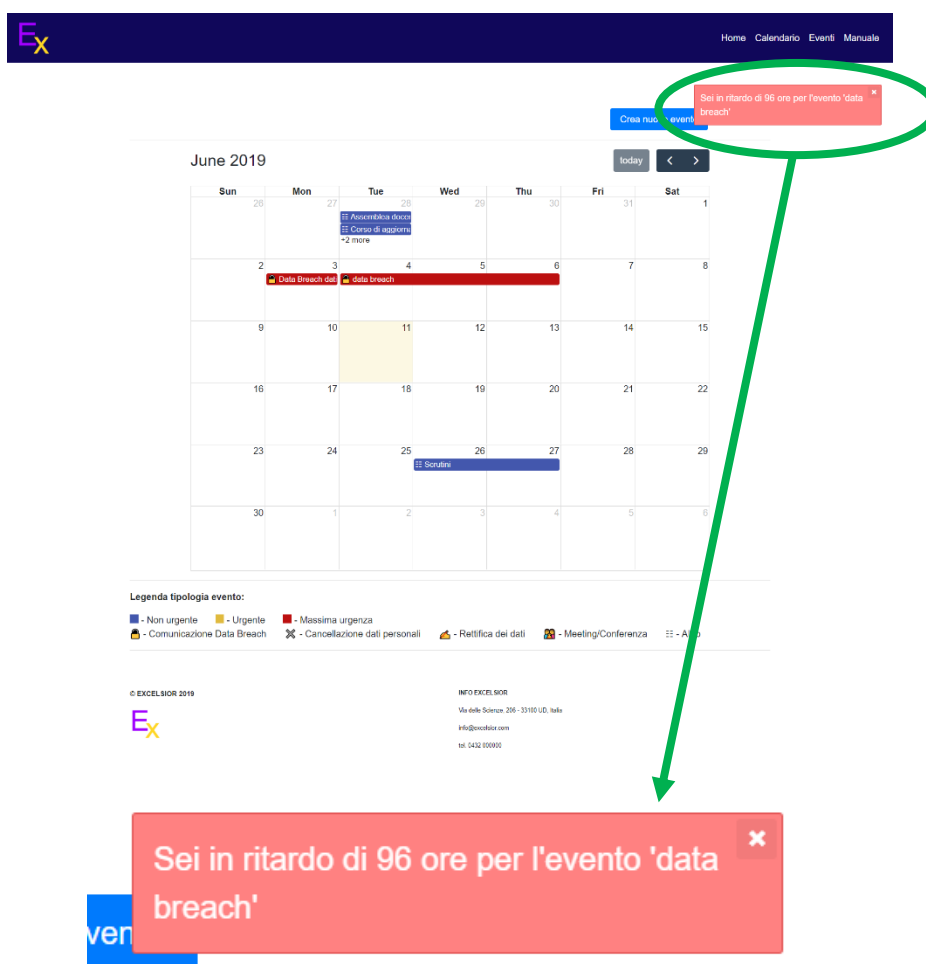 Ex
Home Calendario Eventi Manuale
Sei in ritardo di 96 ore per l'evento 'data
breach'
Crea nuovo evento
June 2019
today
Sun Mon Tue Wed Thu Fri Sat
26 27 28 29 30 31 1
Assemblea docen
Corso di aggiorna
+2 more
2 3 4 5 6 7 8
Data Breach dat data breach
9 10 11 12 13 14 15
16 17 18 19 20 21 22
23 24 25 26 27 28 29
Scrutini
30 1 2 3 4 5 6
Legenda tipologia evento:
- Non urgente - Urgente - Massima urgenza
- Comunicazione Data Breach - Cancellazione dati personali - Rettifica dei dati - Meeting/Conferenza - Altro
© EXCELSIOR 2019
Ex
INFO EXCELSIOR
Via delle Scienze, 206 - 33100 UD, Italia
info@excelsior.com
tel. 0432 000000
Sei in ritardo di 96 ore per l'evento 'data
breach'
ven